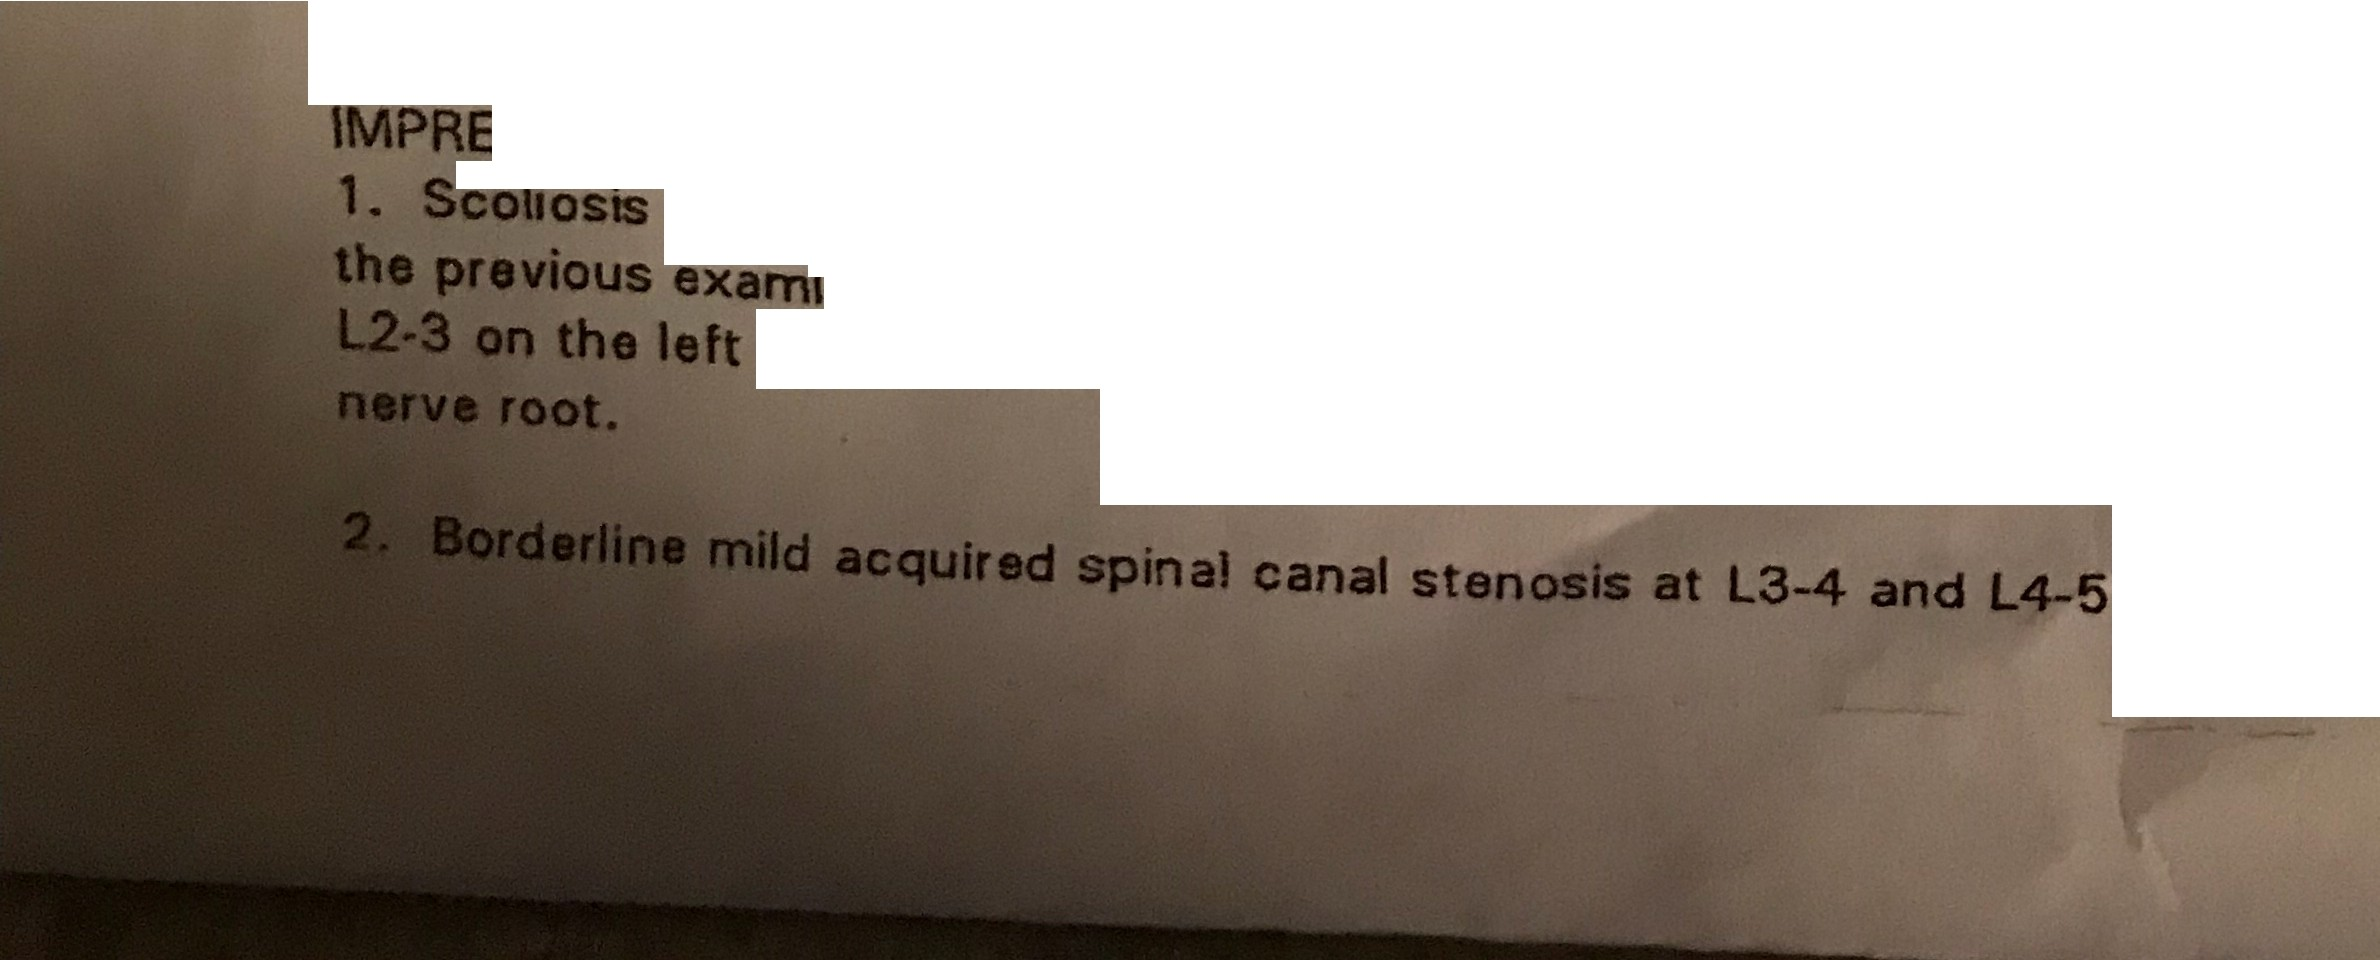 IMPRE
1. Scoliosis
the previous exami
L2-3 on the left
nerve root.
2. Borderline mild acquired spinal canal stenosis at L3-4 and L4-5